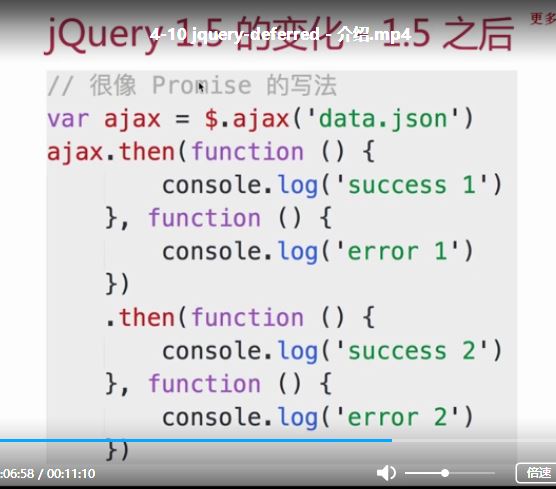 jQuery 1.5 的变化 - 1.5 之后
更多
4-10 jquery-deferred - 介绍.mp4
// 很像 Promise 的写法
var ajax = $.ajax('data.json')
ajax.then(function () {
        console.log('success 1')
    }, function () {
        console.log('error 1')
    })
    .then(function () {
        console.log('success 2')
    }, function () {
        console.log('error 2')
    })
:06:58 / 00:11:10
倍速